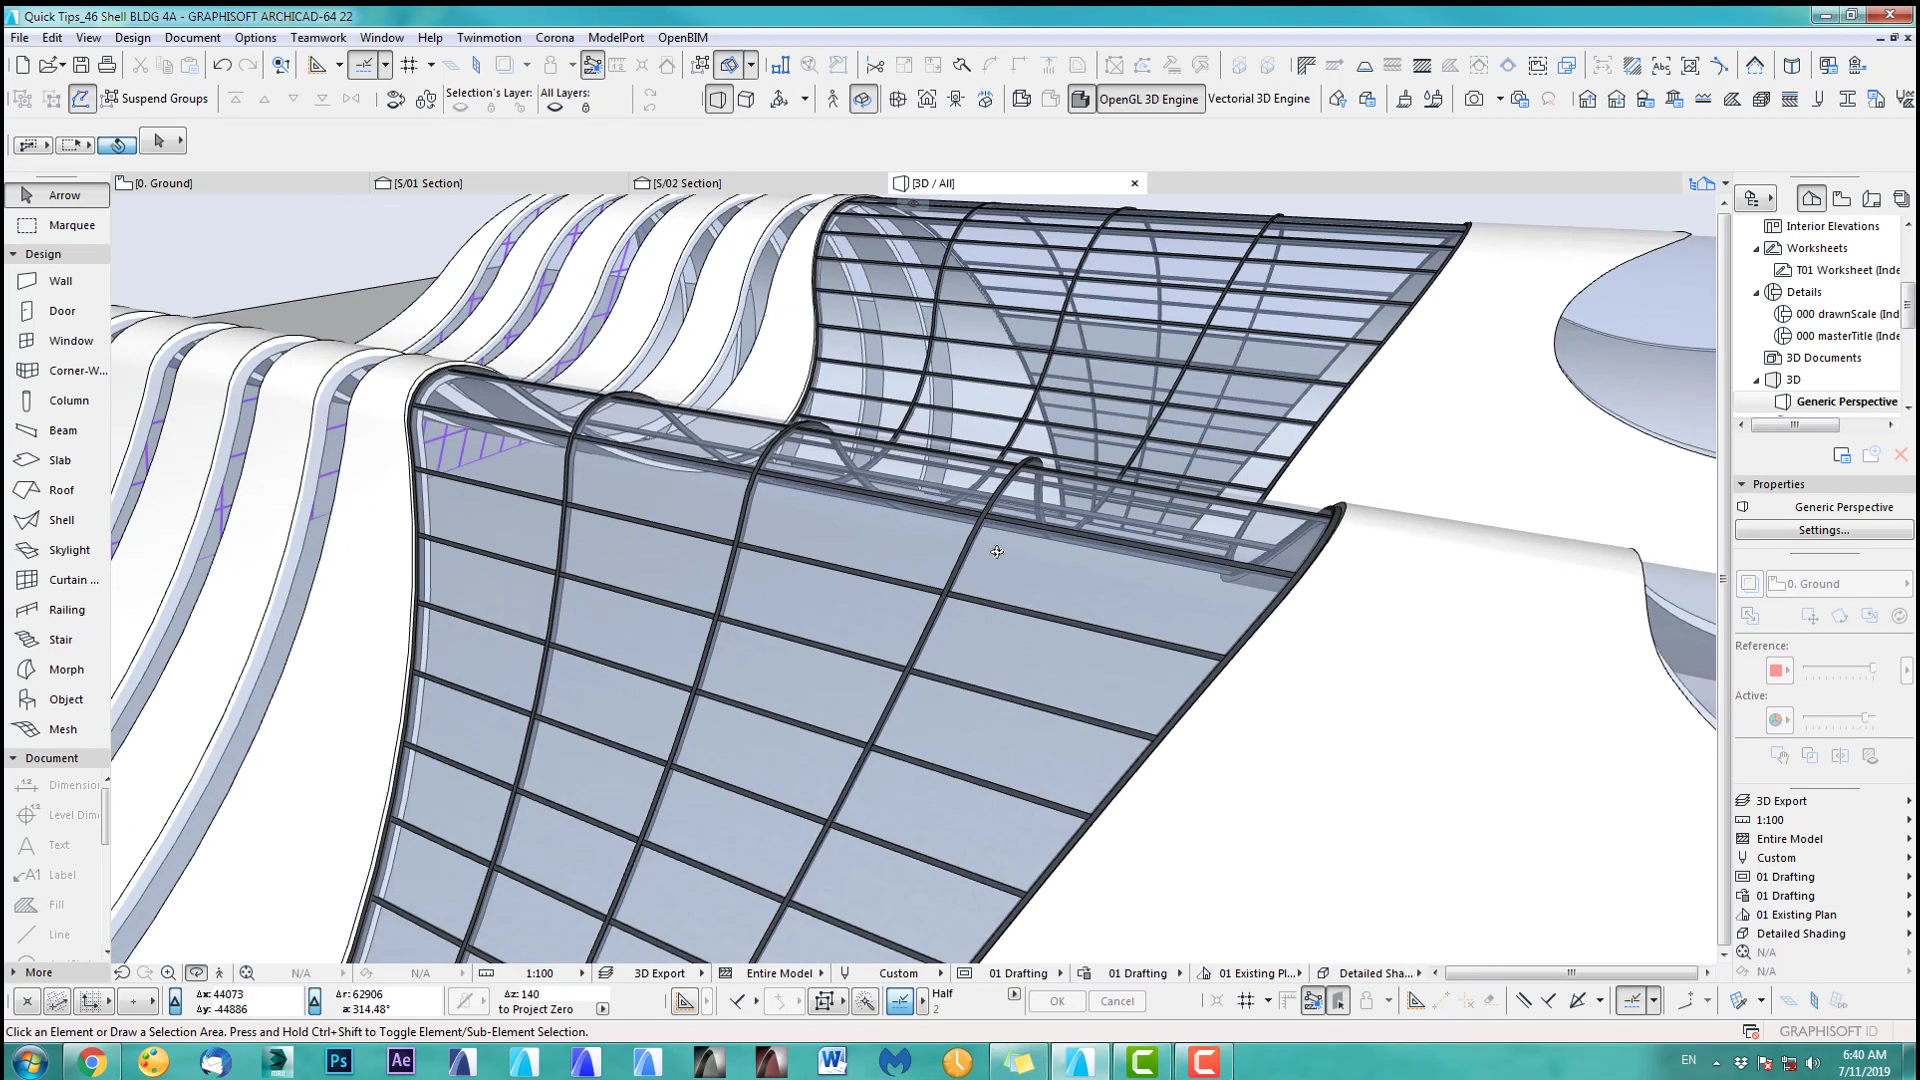 Quick Tips_46 Shell BLDG 4A - GRAPHISOFT ARCHICAD-64 22
File Edit View Design Document Options Teamwork Window Help Twinmotion Corona ModelPort OpenBIM
Suspend Groups
Selection's Layer:
All Layers:
OpenGL 3D Engine
Vectorial 3D Engine
[0. Ground]
[S/01 Section]
[S/02 Section]
[3D / All]
Arrow
Marquee
Design
Wall
Door
Window
Corner-W...
Column
Beam
Slab
Roof
Shell
Skylight
Curtain ...
Railing
Stair
Morph
Object
Mesh
Document
Dimension
Level Dim
Text
A1 Label
Fill
Line
More
Interior Elevations
Worksheets
T01 Worksheet (Inde
Details
000 drawnScale (Ind
000 masterTitle (Inde
3D Documents
3D
Generic Perspective
Properties
Generic Perspective
Settings...
0. Ground
Reference:
Active:
3D Export
1:100
Entire Model
Custom
01 Drafting
01 Drafting
01 Existing Plan
Detailed Shading
N/A
N/A
N/A N/A 1:100 3D Export Entire Model Custom 01 Drafting 01 Drafting 01 Existing Pl... Detailed Sha...
Δx: 44073
Δy: -44886
Δr: 62906
a: 314.48°
Δz: 140
to Project Zero
Half
2
OK
Cancel
Click an Element or Draw a Selection Area. Press and Hold Ctrl+Shift to Toggle Element/Sub-Element Selection.
GRAPHISOFT ID
Ps
Ae
W
C
C
EN
6:40 AM
7/11/2019